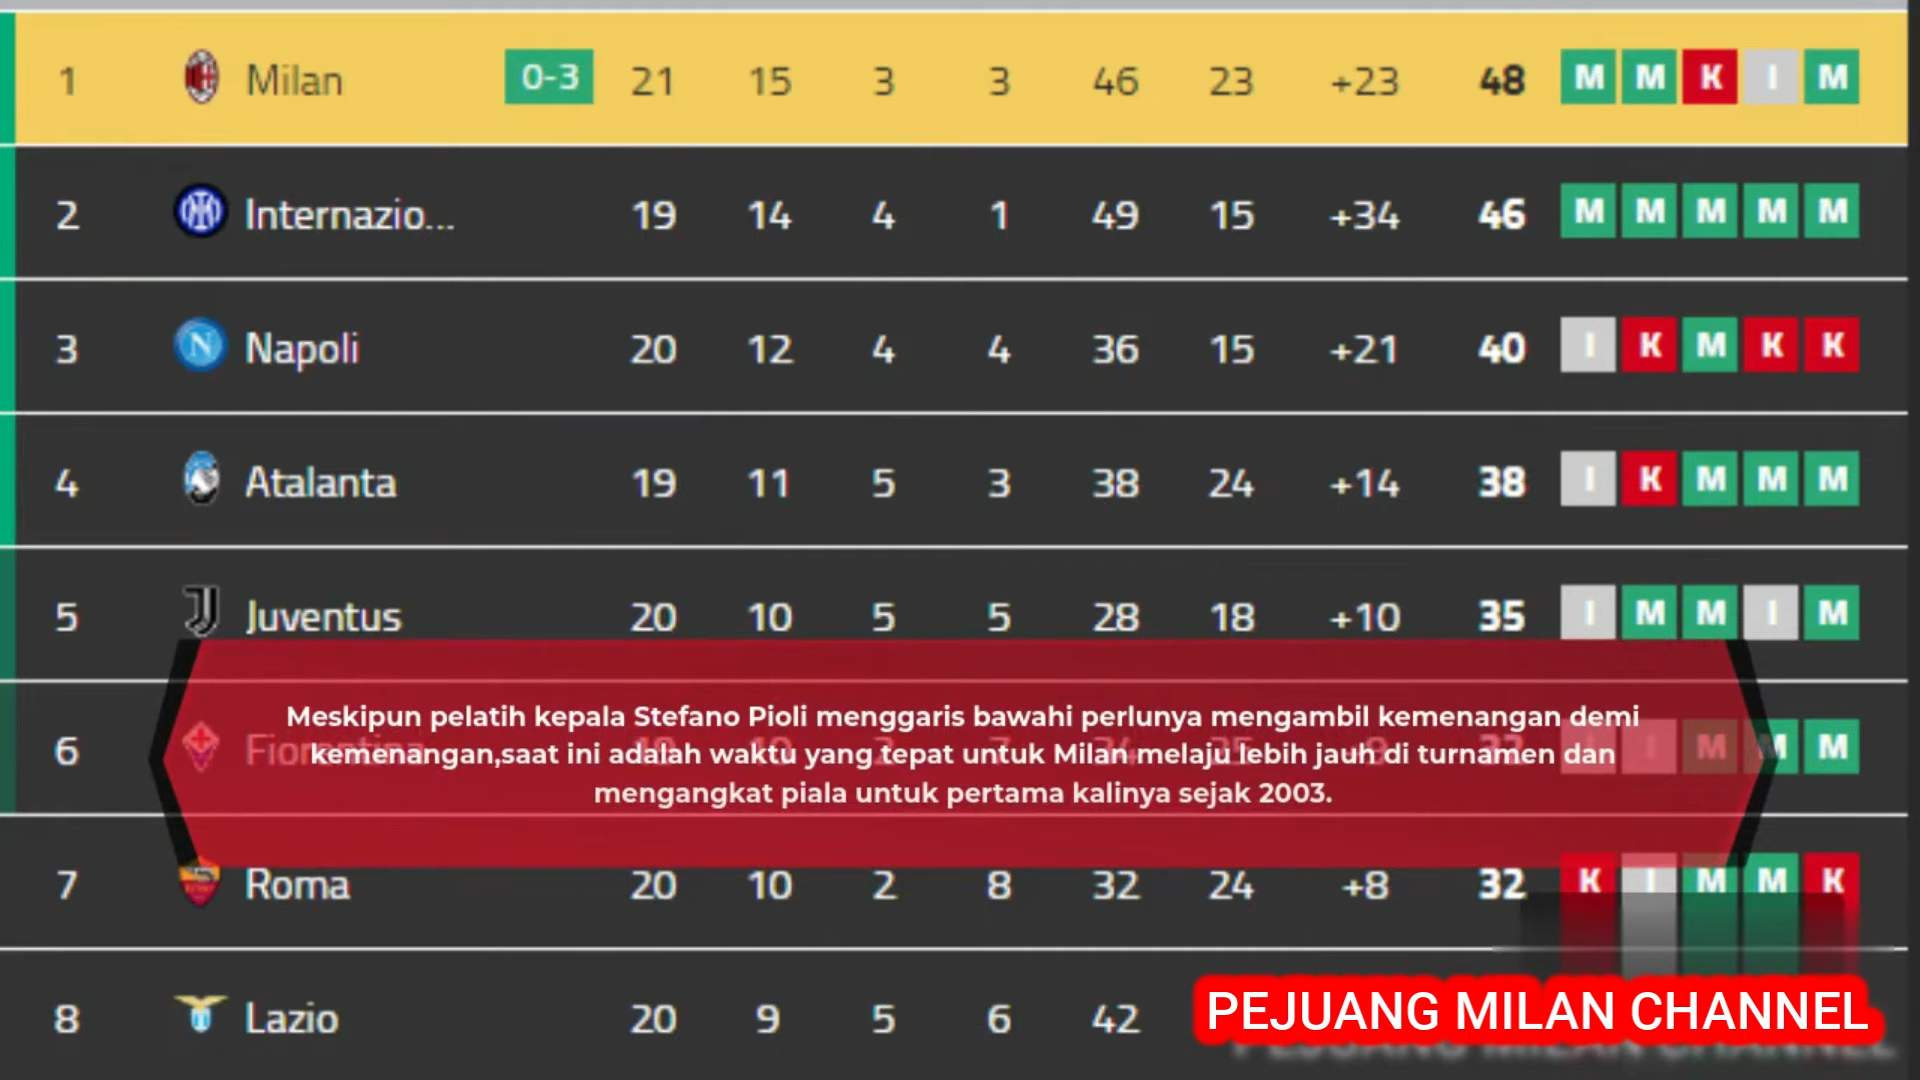 1 Milan 0-3 21 15 3 3 46 23 +23 48 M M K I M
2 Internazio... 19 14 4 1 49 15 +34 46 M M M M M
3 Napoli 20 12 4 4 36 15 +21 40 I K M K K
4 Atalanta 19 11 5 3 38 24 +14 38 I K M M M
5 Juventus 20 10 5 5 28 18 +10 35 I M M I M
Meskipun pelatih kepala Stefano Pioli menggaris bawahi perlunya mengambil kemenangan demi
kemenangan,saat ini adalah waktu yang tepat untuk Milan melaju lebih jauh di turnamen dan
mengangkat piala untuk pertama kalinya sejak 2003.
6 Fiorentina I I M M M
7 Roma 20 10 2 8 32 24 +8 32 K I M M K
8 Lazio 20 9 5 6 42
PEJUANG MILAN CHANNEL